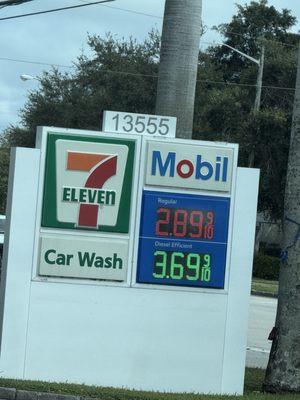 13555
7
ELEVEN
Car Wash
Mobil
Regular
2.89 9/10
Diesel Efficient
3.69 9/10